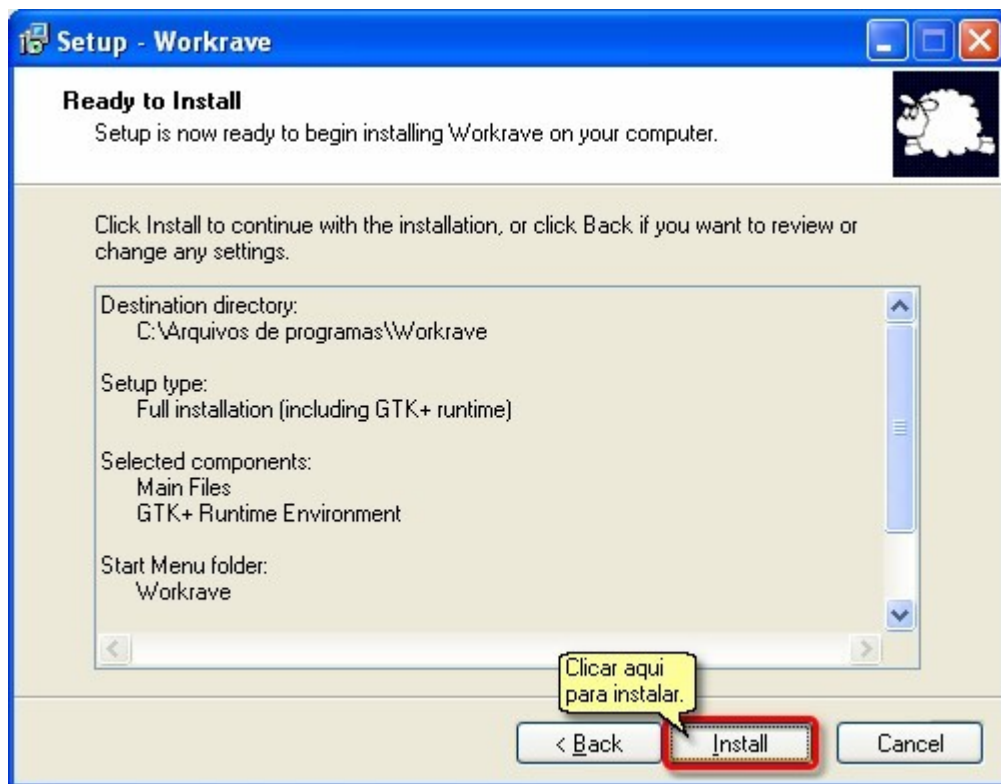 Setup - Workrave
Ready to Install
Setup is now ready to begin installing Workrave on your computer.
Click Install to continue with the installation, or click Back if you want to review or
change any settings.
Destination directory:
C:\Arquivos de programas\Workrave
Setup type:
Full installation (including GTK+ runtime)
Selected components:
Main Files
GTK+ Runtime Environment
Start Menu folder:
Workrave
Clicar aqui
para instalar.
< Back
Install
Cancel